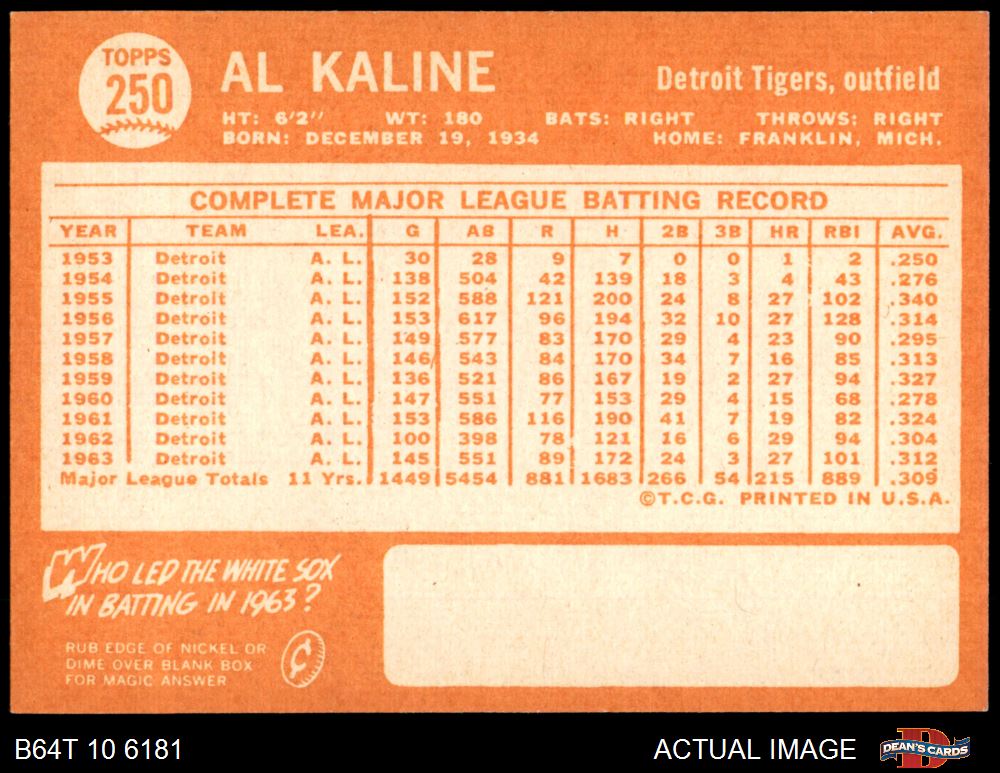 TOPPS
250
AL KALINE
Detroit Tigers, outfield
HT: 6'2" WT: 180 BATS: RIGHT THROWS: RIGHT
BORN: DECEMBER 19, 1934 HOME: FRANKLIN, MICH.
COMPLETE MAJOR LEAGUE BATTING RECORD
YEAR TEAM LEA. G AB R H 2B 3B HR RBI AVG.
1953 Detroit A. L. 30 28 9 7 0 0 1 2 .250
1954 Detroit A. L. 138 504 42 139 18 3 4 43 .276
1955 Detroit A. L. 152 588 121 200 24 8 27 102 .340
1956 Detroit A. L. 153 617 96 194 32 10 27 128 .314
1957 Detroit A. L. 149 577 83 170 29 4 23 90 .295
1958 Detroit A. L. 146 543 84 170 34 7 16 85 .313
1959 Detroit A. L. 136 521 86 167 19 2 27 94 .327
1960 Detroit A. L. 147 551 77 153 29 4 15 68 .278
1961 Detroit A. L. 153 586 116 190 41 7 19 82 .324
1962 Detroit A. L. 100 398 78 121 16 6 29 94 .304
1963 Detroit A. L. 145 551 89 172 24 3 27 101 .312
Major League Totals 11 Yrs. 1449 5454 881 1683 266 54 215 889 .309
©T.C.G. PRINTED IN U.S.A.
WHO LED THE WHITE SOX
IN BATTING IN 1963?
RUB EDGE OF NICKEL OR
DIME OVER BLANK BOX
FOR MAGIC ANSWER
¢
B64T 10 6181
ACTUAL IMAGE
DEAN'S CARDS